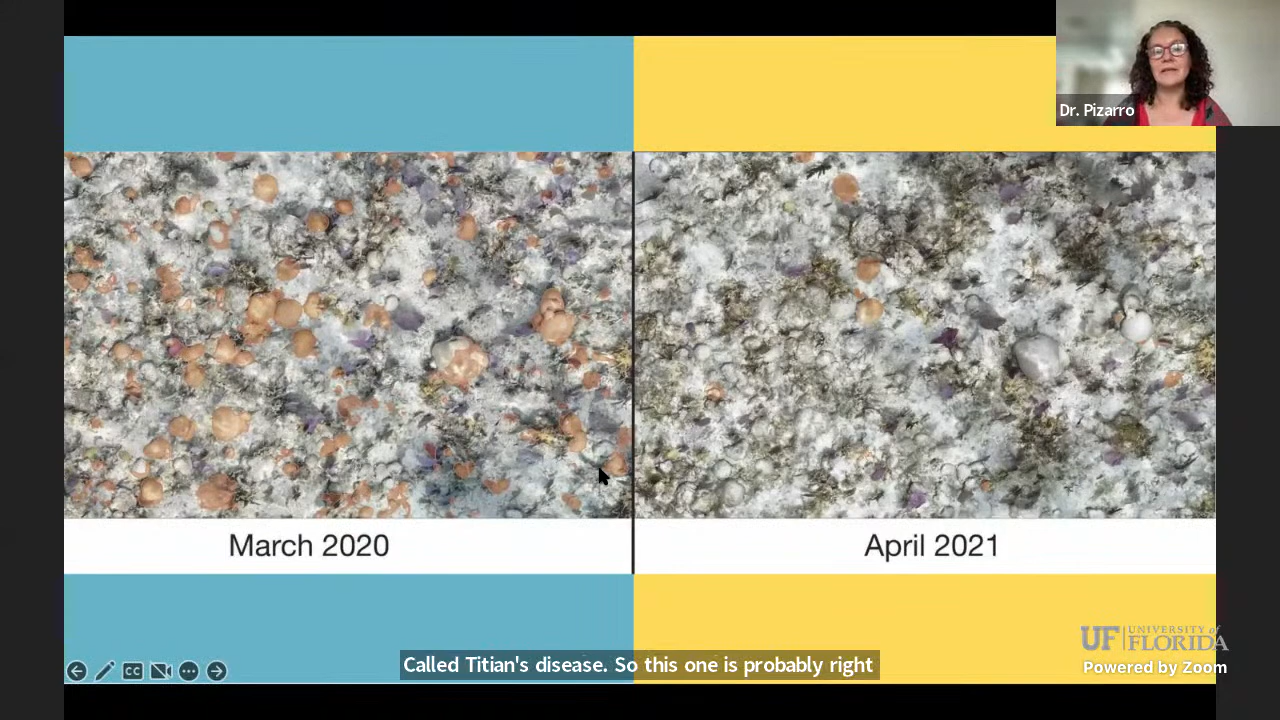 Dr. Pizarro
March 2020
April 2021
UF UNIVERSITY of FLORIDA
Powered by Zoom
CC
Called Titian's disease. So this one is probably right